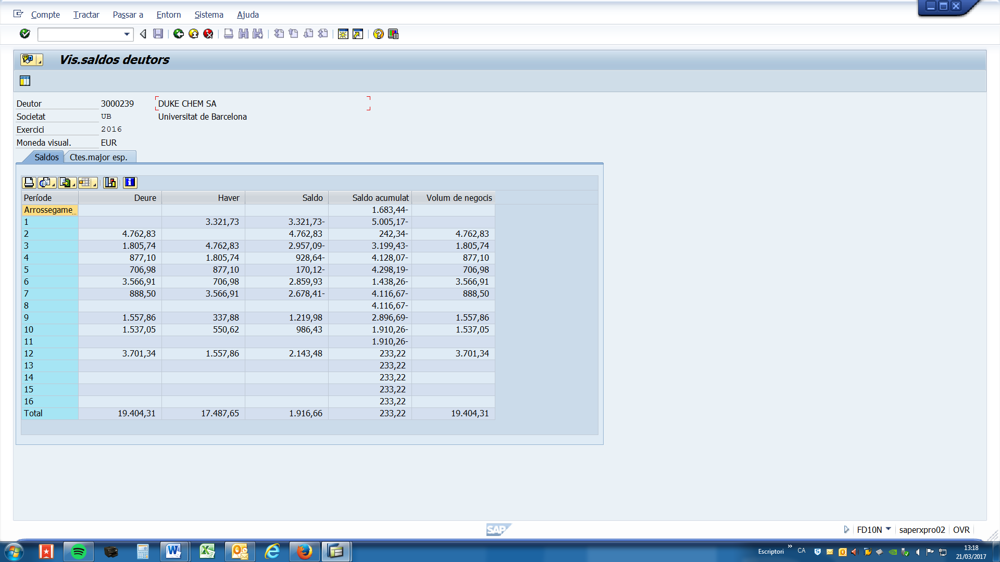 Compte Tractar Passar a Entorn Sistema Ajuda
Vis.saldos deutors
Deutor 3000239 DUKE CHEM SA
Societat UB Universitat de Barcelona
Exercici 2016
Moneda visual. EUR
Saldos Ctes.major esp.
Període Deure Haver Saldo Saldo acumulat Volum de negocis
Arrossegame... 1.683,44-
1 3.321,73 3.321,73- 5.005,17-
2 4.762,83 4.762,83 242,34- 4.762,83
3 1.805,74 4.762,83 2.957,09- 3.199,43- 1.805,74
4 877,10 1.805,74 928,64- 4.128,07- 877,10
5 706,98 877,10 170,12- 4.298,19- 706,98
6 3.566,91 706,98 2.859,93 1.438,26- 3.566,91
7 888,50 3.566,91 2.678,41- 4.116,67- 888,50
8 4.116,67-
9 1.557,86 337,88 1.219,98 2.896,69- 1.557,86
10 1.537,05 550,62 986,43 1.910,26- 1.537,05
11 1.910,26-
12 3.701,34 1.557,86 2.143,48 233,22 3.701,34
13 233,22
14 233,22
15 233,22
16 233,22
Total 19.404,31 17.487,65 1.916,66 233,22 19.404,31
SAP FD10N saperxpro02 OVR
Escriptori » CA 13:18
21/03/2017